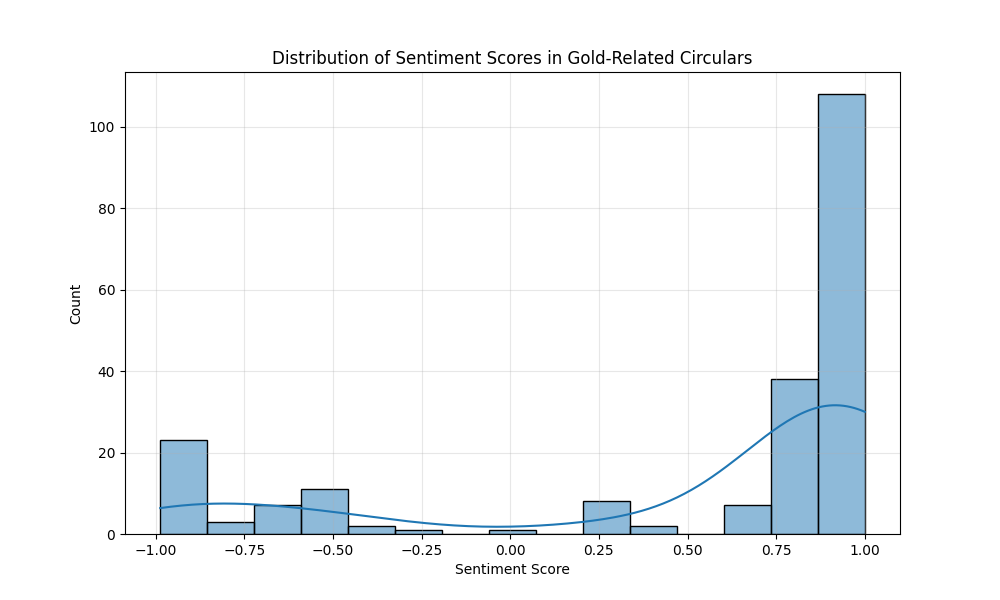 Distribution of Sentiment Scores in Gold-Related Circulars
Count
100
80
60
40
20
0
−1.00 −0.75 −0.50 −0.25 0.00 0.25 0.50 0.75 1.00
Sentiment Score